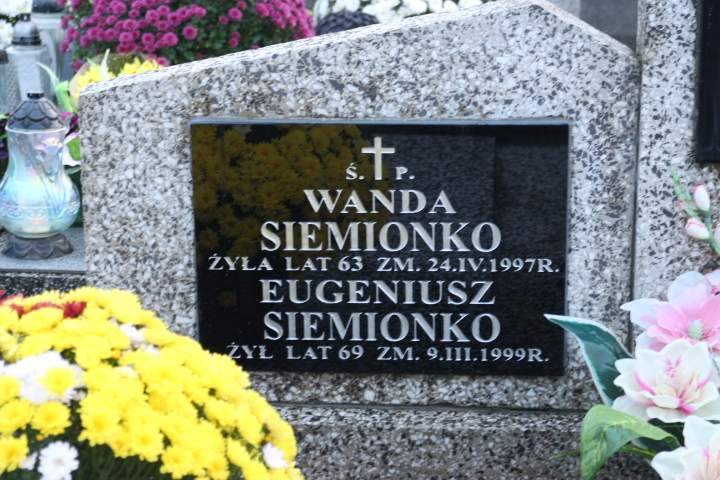 Ś. P.
WANDA
SIEMIONKO
ŻYŁA LAT 63 ZM. 24.IV.1997R.
EUGENIUSZ
SIEMIONKO
ŻYŁ LAT 69 ZM. 9.III.1999R.